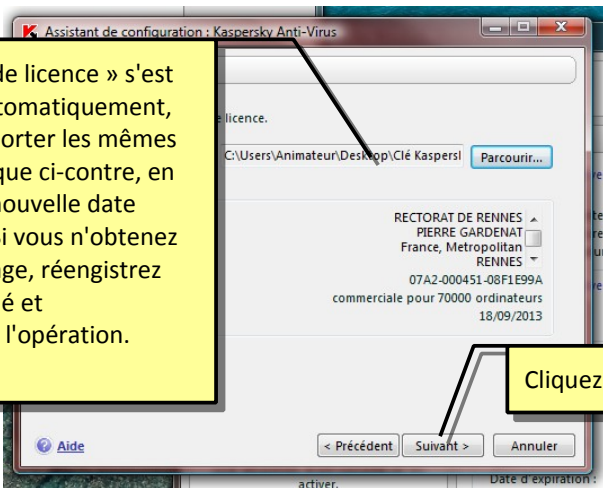 Assistant de configuration : Kaspersky Anti-Virus
de licence » s'est
tomatiquement,
orter les mêmes
que ci-contre, en
nouvelle date
si vous n'obtenez
age, réengistrez
é et
l'opération.
licence.
C:\Users\Animateur\Desktop\Clé Kaspersl
Parcourir...
RECTORAT DE RENNES
PIERRE GARDENAT
France, Metropolitan
RENNES
07A2-000451-08F1E99A
commerciale pour 70000 ordinateurs
18/09/2013
Cliquez
Aide
< Précédent
Suivant >
Annuler
activer.
Date d'expiration :